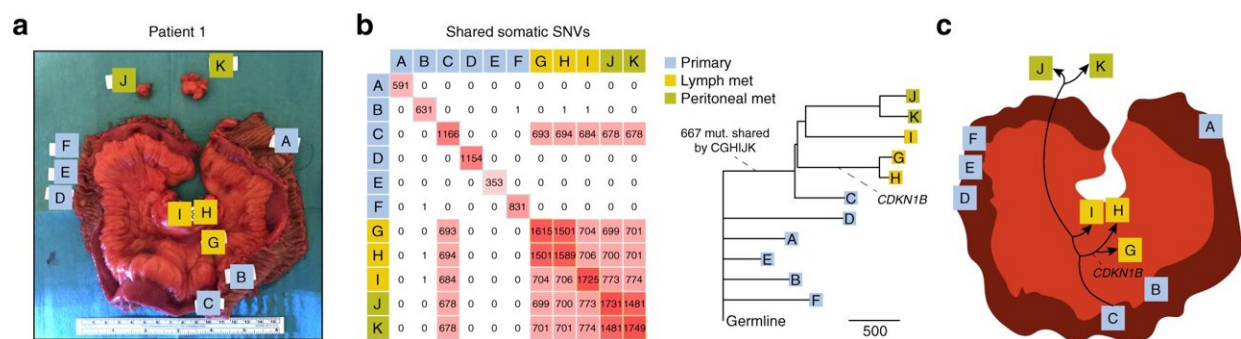 a
Patient 1
J
K
A
F
E
D
I H
G
B
C
b
Shared somatic SNVs
A B C D E F G H I J K
A 591 0 0 0 0 0 0 0 0 0 0
B 0 631 0 0 0 1 0 1 1 0 0
C 0 0 1166 0 0 0 693 694 684 678 678
D 0 0 0 1154 0 0 0 0 0 0 0
E 0 0 0 0 353 0 0 0 0 0 0
F 0 1 0 0 0 831 0 0 0 0 0
G 0 0 693 0 0 0 1615 1501 704 699 701
H 0 1 694 0 0 0 1501 1589 706 700 701
I 0 1 684 0 0 0 704 706 1725 773 774
J 0 0 678 0 0 0 699 700 773 1731 1481
K 0 0 678 0 0 0 701 701 774 1481 1749
Primary
Lymph met
Peritoneal met
667 mut. shared
by CGHIJK
J
K
I
G
H
CDKN1B
C
D
A
E
B
F
Germline
500
c
J
K
A
F
E
D
I H
G
CDKN1B
B
C